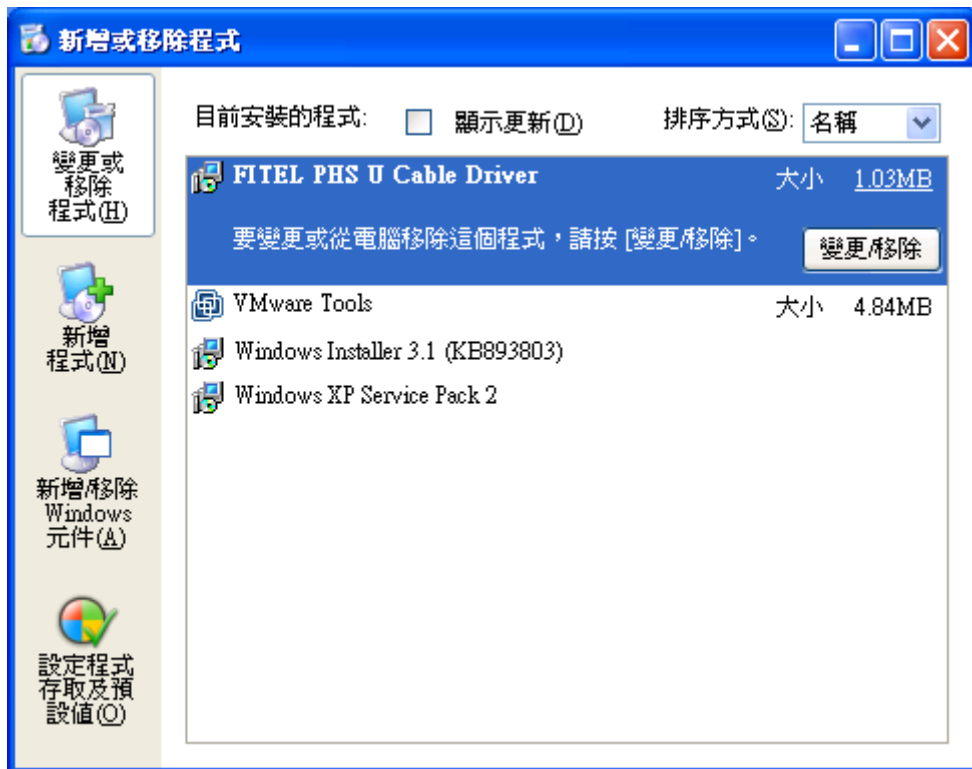 新增或移除程式
變更或
移除
程式(H)
目前安裝的程式:
顯示更新(D)
排序方式(S):
名稱
FITEL PHS U Cable Driver
大小
1.03MB
要變更或從電腦移除這個程式，請按 [變更/移除]。
變更/移除
VMware Tools
大小
4.84MB
Windows Installer 3.1 (KB893803)
Windows XP Service Pack 2
新增
程式(N)
新增/移除
Windows
元件(A)
設定程式
存取及預
設值(O)